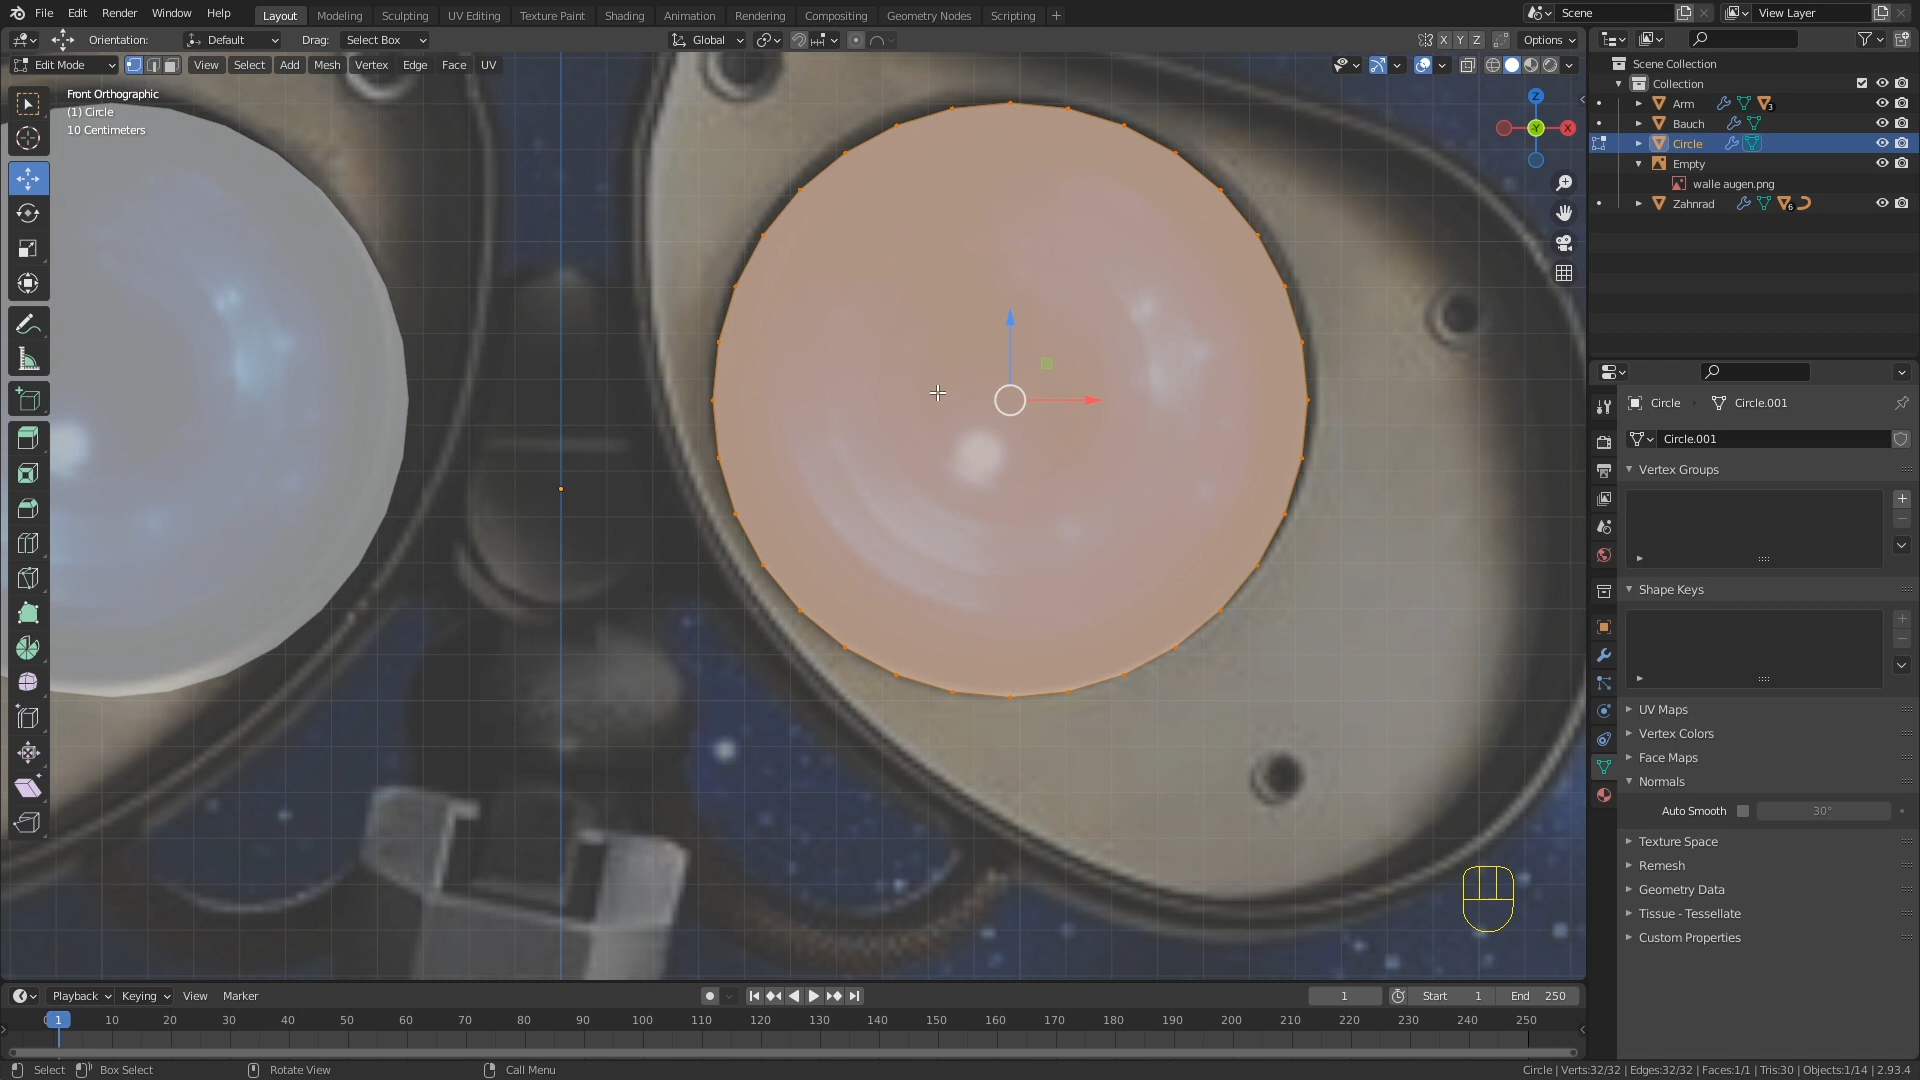 File Edit Render Window Help Layout Modeling Sculpting UV Editing Texture Paint Shading Animation Rendering Compositing Geometry Nodes Scripting + Scene View Layer
Orientation: Default Drag: Select Box Global X Y Z Options
Edit Mode View Select Add Mesh Vertex Edge Face UV
Front Orthographic
(1) Circle
10 Centimeters
Z
Y
X
Scene Collection
Collection
Arm 3
Bauch
Circle
Empty
walle augen.png
Zahnrad 6
Circle Circle.001
Circle.001
Vertex Groups
Shape Keys
UV Maps
Vertex Colors
Face Maps
Normals
Auto Smooth 30°
Texture Space
Remesh
Geometry Data
Tissue - Tessellate
Custom Properties
Playback Keying View Marker 1 Start 1 End 250
1 10 20 30 40 50 60 70 80 90 100 110 120 130 140 150 160 170 180 190 200 210 220 230 240 250
Select Box Select Rotate View Call Menu Circle | Verts:32/32 | Edges:32/32 | Faces:1/1 | Tris:30 | Objects:1/14 | 2.93.4